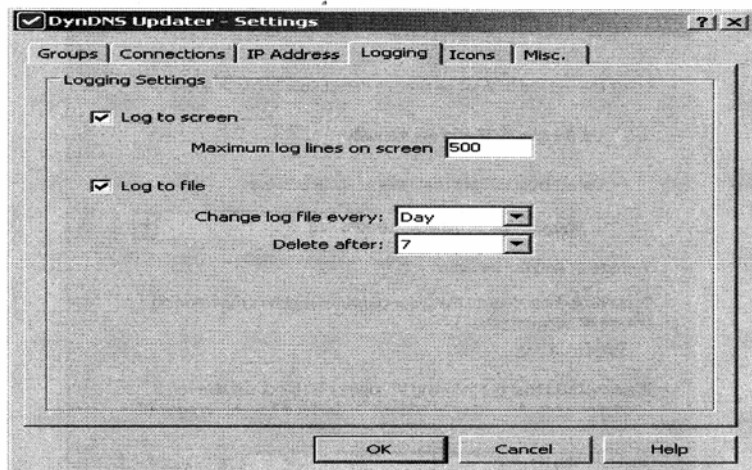 DynDNS Updater - Settings
Groups Connections IP Address Logging Icons Misc.
Logging Settings
Log to screen
Maximum log lines on screen 500
Log to file
Change log file every: Day
Delete after: 7
OK Cancel Help